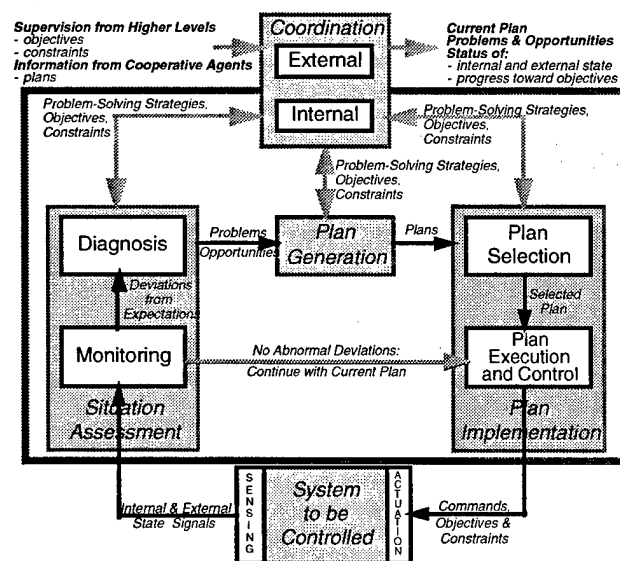 Coordination
Supervision from Higher Levels
- objectives
- constraints
Information from Cooperative Agents
- plans
External
Internal
Current Plan
Problems & Opportunities
Status of:
- internal and external state
- progress toward objectives
Problem-Solving Strategies,
Objectives,
Constraints
Problem-Solving Strategies,
Objectives,
Constraints
Problem-Solving Strategies,
Objectives,
Constraints
Diagnosis
Problems
Opportunities
Plan
Generation
Plans
Plan
Selection
Deviations
from
Expectations
Selected
Plan
Monitoring
No Abnormal Deviations:
Continue with Current Plan
Plan
Execution
and Control
Situation
Assessment
Plan
Implementation
Internal & External
State Signals
SENSING
System
to be
Controlled
ACTUATION
Commands,
Objectives &
Constraints